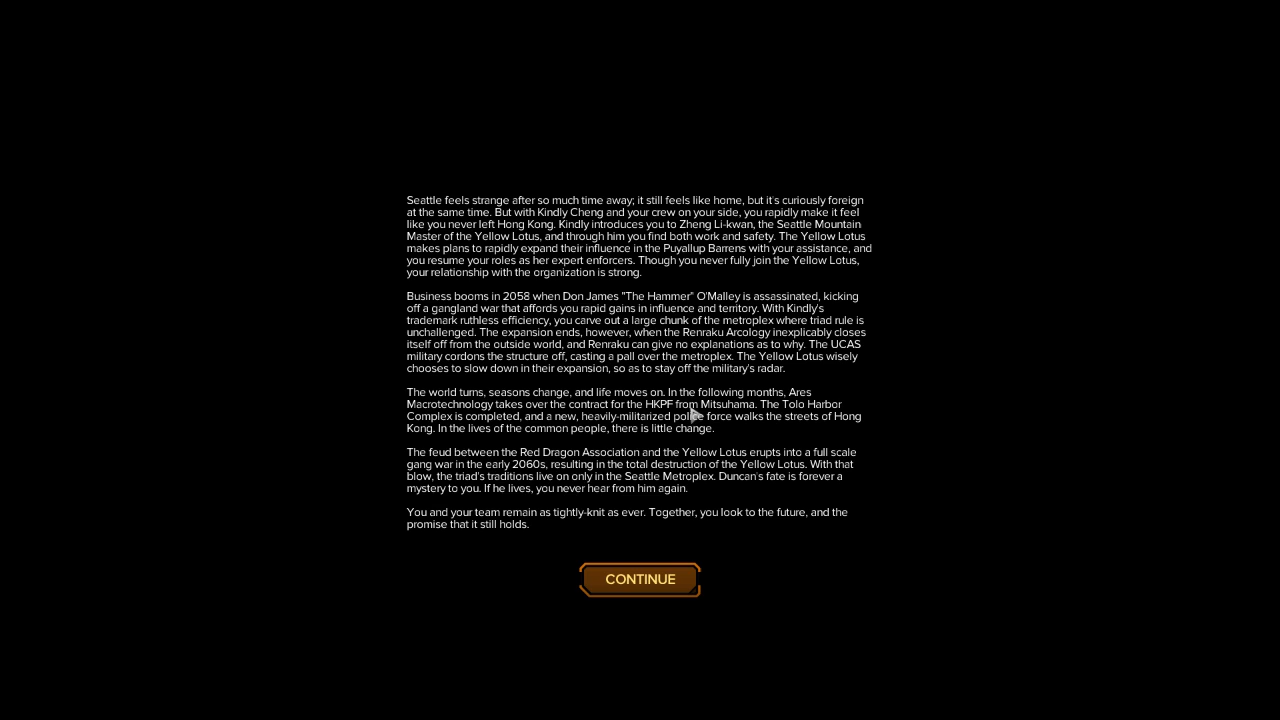 Seattle feels strange after so much time away; it still feels like home, but it's curiously foreign
at the same time. But with Kindly Cheng and your crew on your side, you rapidly make it feel
like you never left Hong Kong. Kindly introduces you to Zheng Li-kwan, the Seattle Mountain
Master of the Yellow Lotus, and through him you find both work and safety. The Yellow Lotus
makes plans to rapidly expand their influence in the Puyallup Barrens with your assistance, and
you resume your roles as her expert enforcers. Though you never fully join the Yellow Lotus,
your relationship with the organization is strong.
Business booms in 2058 when Don James "The Hammer" O'Malley is assassinated, kicking
off a gangland war that affords you rapid gains in influence and territory. With Kindly's
trademark ruthless efficiency, you carve out a large chunk of the metroplex where triad rule is
unchallenged. The expansion ends, however, when the Renraku Arcology inexplicably closes
itself off from the outside world, and Renraku can give no explanations as to why. The UCAS
military cordons the structure off, casting a pall over the metroplex. The Yellow Lotus wisely
chooses to slow down in their expansion, so as to stay off the military's radar.
The world turns, seasons change, and life moves on. In the following months, Ares
Macrotechnology takes over the contract for the HKPF from Mitsuhama. The Tolo Harbor
Complex is completed, and a new, heavily-militarized police force walks the streets of Hong
Kong. In the lives of the common people, there is little change.
The feud between the Red Dragon Association and the Yellow Lotus erupts into a full scale
gang war in the early 2060s, resulting in the total destruction of the Yellow Lotus. With that
blow, the triad's traditions live on only in the Seattle Metroplex. Duncan's fate is forever a
mystery to you. If he lives, you never hear from him again.
You and your team remain as tightly-knit as ever. Together, you look to the future, and the
promise that it still holds.
CONTINUE